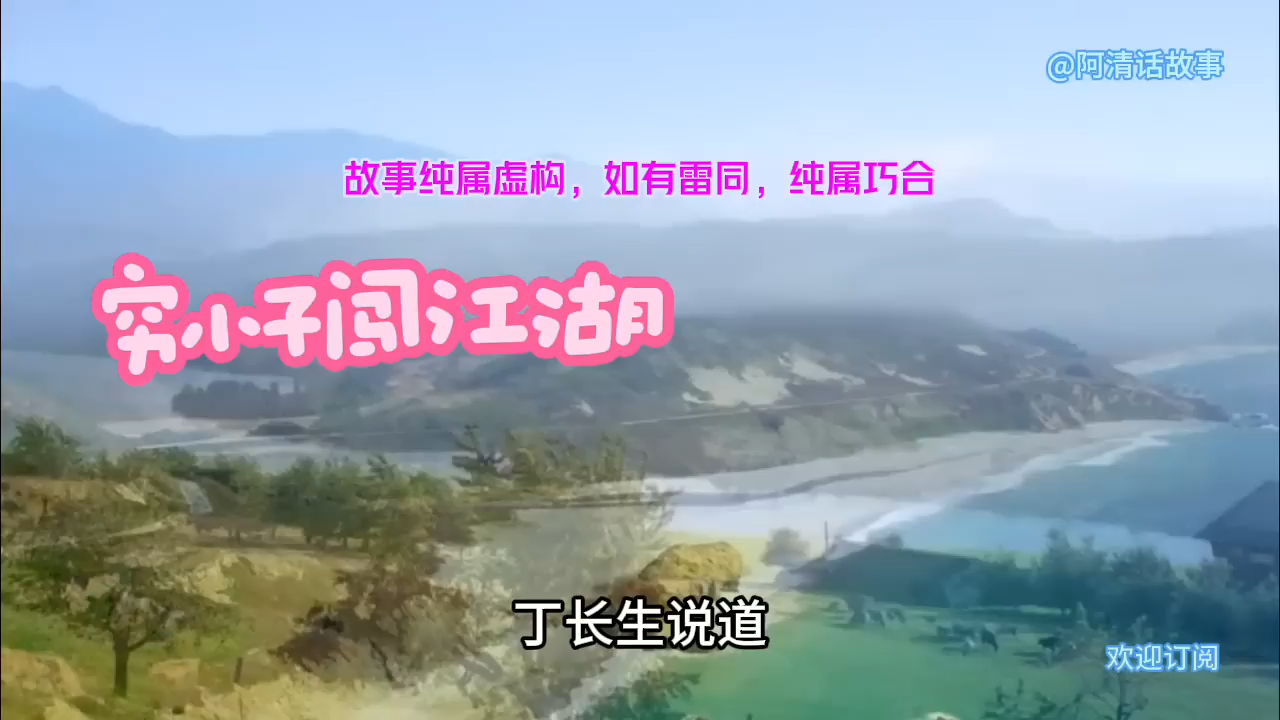 @阿清话故事
故事纯属虚构，如有雷同，纯属巧合
穷小子闯江湖
丁长生说道
欢迎订阅